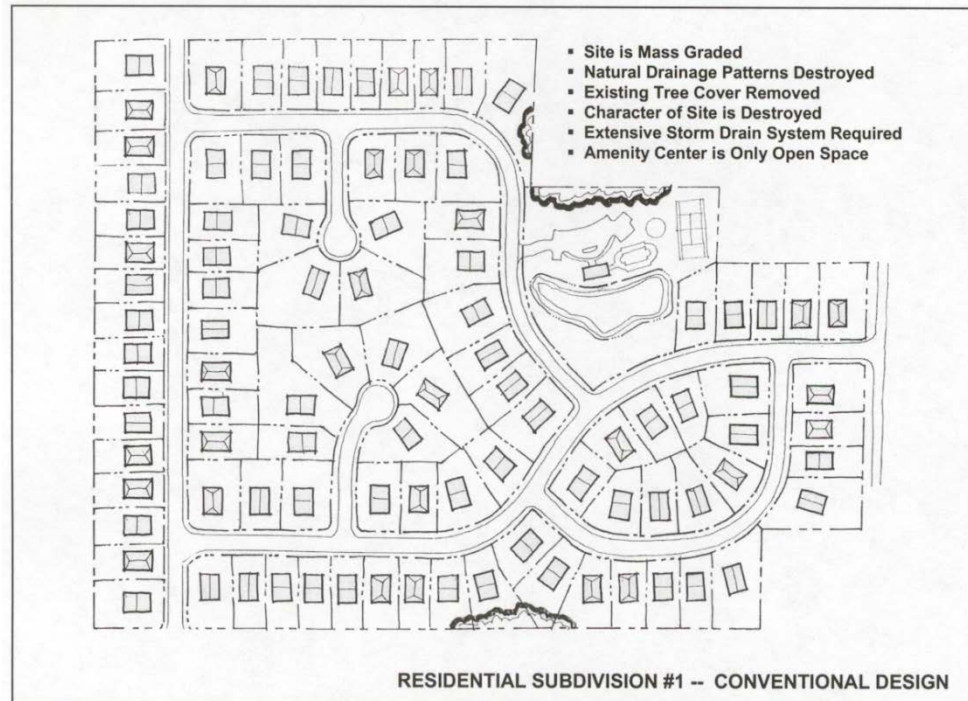 ▪ Site is Mass Graded
▪ Natural Drainage Patterns Destroyed
▪ Existing Tree Cover Removed
▪ Character of Site is Destroyed
▪ Extensive Storm Drain System Required
▪ Amenity Center is Only Open Space
RESIDENTIAL SUBDIVISION #1 -- CONVENTIONAL DESIGN